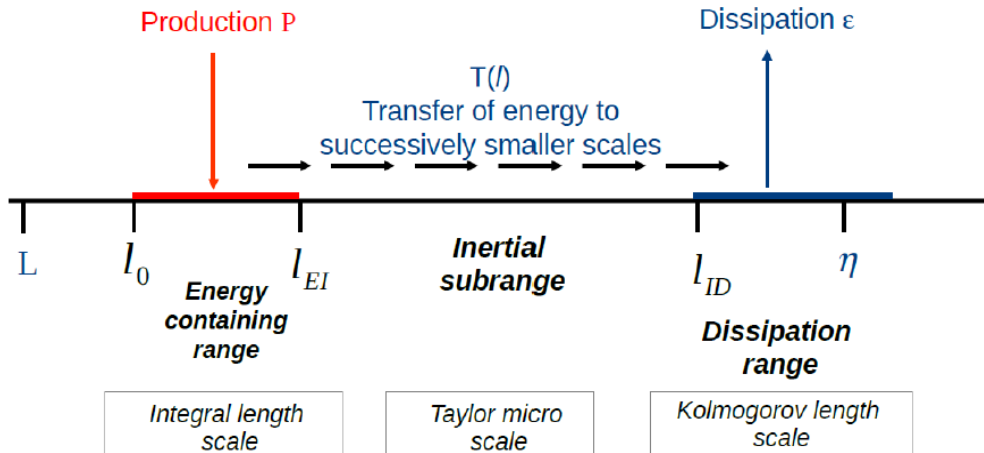 Production P
Dissipation ε
T(l)
Transfer of energy to
successively smaller scales
L
l0
lEI
Inertial
subrange
lID
η
Energy
containing
range
Dissipation
range
Integral length
scale
Taylor micro
scale
Kolmogorov length
scale